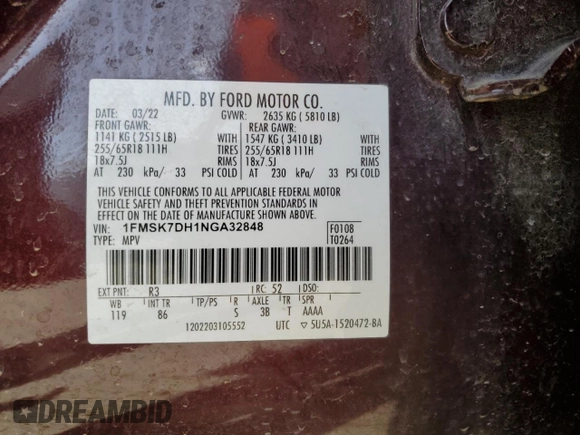 MFD. BY FORD MOTOR CO.
DATE: 03/22 GVWR: 2635 KG ( 5810 LB)
FRONT GAWR: REAR GAWR:
1141 KG ( 2515 LB) WITH 1547 KG ( 3410 LB) WITH
255/65R18 111H TIRES 255/65R18 111H TIRES
18x7.5J RIMS 18x7.5J RIMS
AT 230 kPa/ 33 PSI COLD AT 230 kPa/ 33 PSI COLD
THIS VEHICLE CONFORMS TO ALL APPLICABLE FEDERAL MOTOR
VEHICLE SAFETY AND THEFT PREVENTION STANDARDS IN
EFFECT ON THE DATE OF MANUFACTURE SHOWN ABOVE.
VIN: 1FMSK7DH1NGA32848 F0108
TYPE: MPV T0264
EXT PNT: R3 RC: 52 DSO:
WB INT TR TP/PS R AXLE TR SPR
119 86 S 3B T AAAA
1202203105552 UTC ▽ 5U5A-1520472-BA
DREAMBID